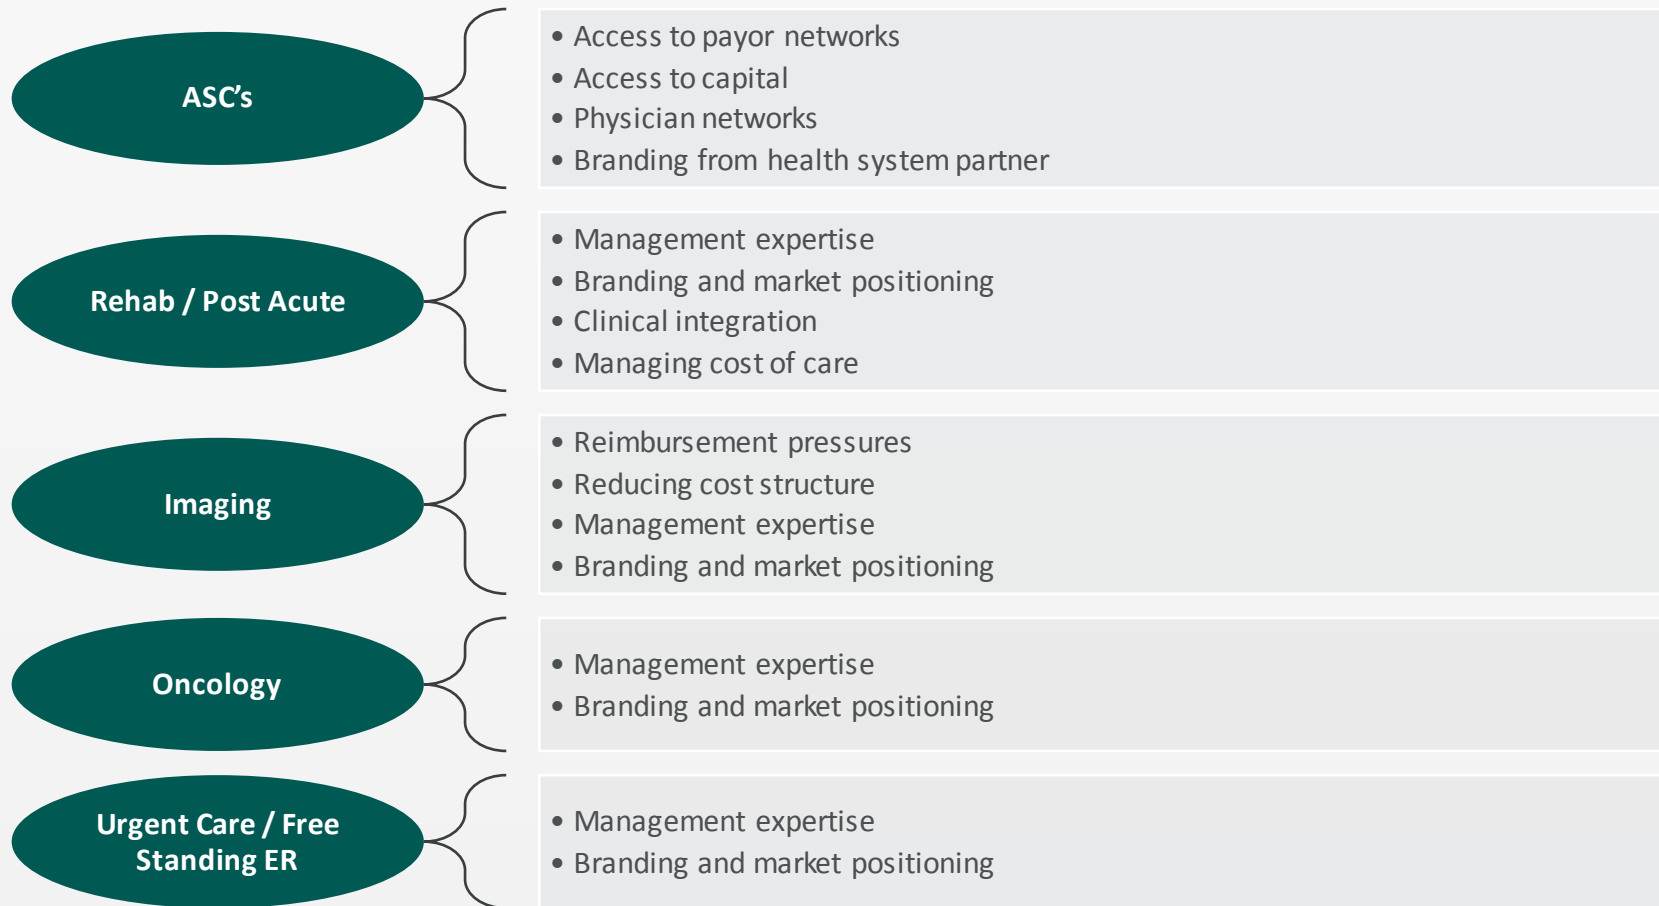 ASC's
• Access to payor networks
• Access to capital
• Physician networks
• Branding from health system partner
Rehab / Post Acute
• Management expertise
• Branding and market positioning
• Clinical integration
• Managing cost of care
Imaging
• Reimbursement pressures
• Reducing cost structure
• Management expertise
• Branding and market positioning
Oncology
• Management expertise
• Branding and market positioning
Urgent Care / Free
Standing ER
• Management expertise
• Branding and market positioning